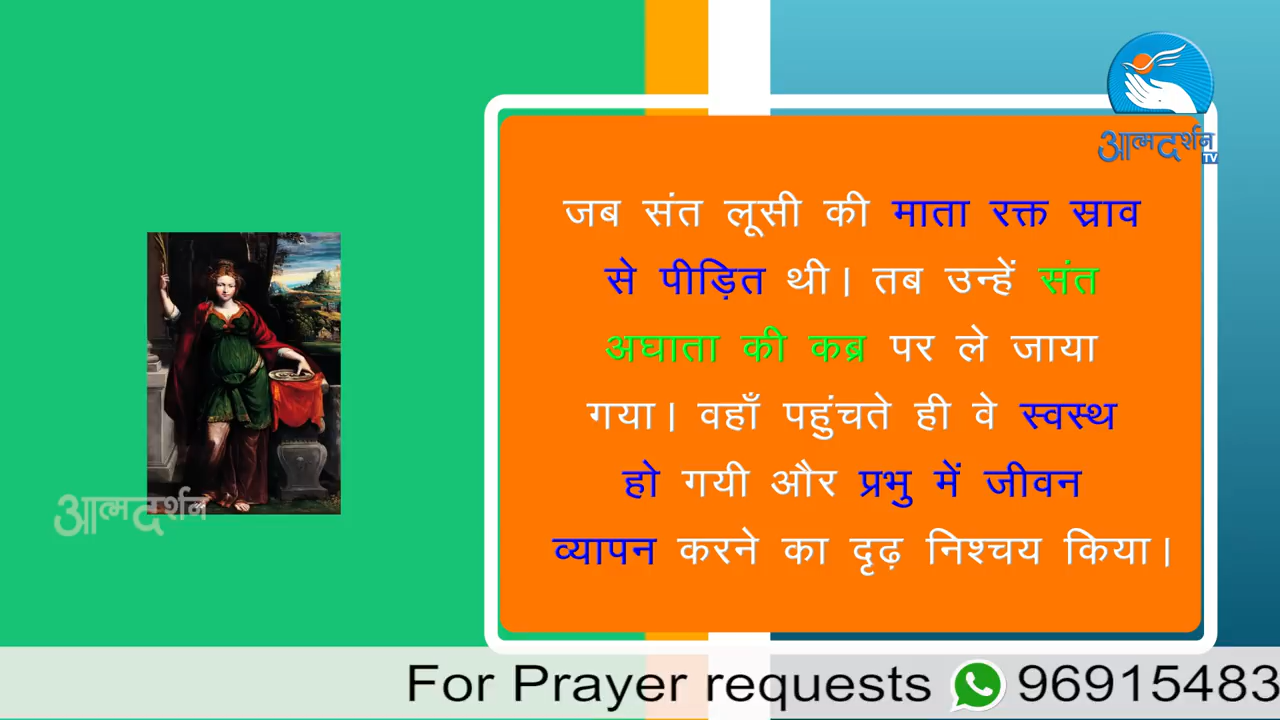 आत्मदर्शन
TV
जब संत लूसी की माता रक्त स्राव
से पीड़ित थी। तब उन्हें संत
अघाता की कब्र पर ले जाया
गया। वहाँ पहुंचते ही वे स्वस्थ
हो गयी और प्रभु में जीवन
व्यापन करने का दृढ़ निश्चय किया।
आत्मदर्शन
For Prayer requests 96915483